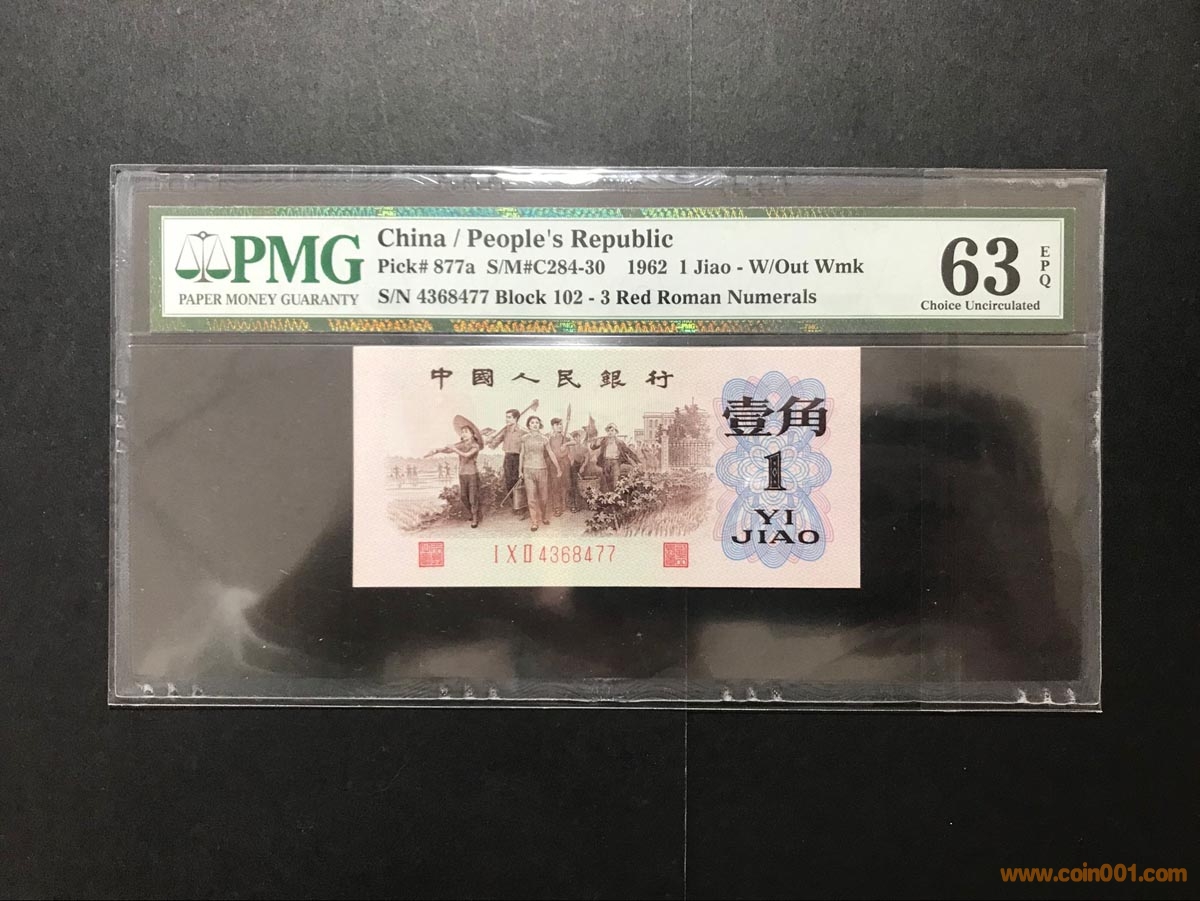 PMG
PAPER MONEY GUARANTY
China / People's Republic
Pick# 877a S/M#C284-30 1962 1 Jiao - W/Out Wmk
S/N 4368477 Block 102 - 3 Red Roman Numerals
63
EPQ
Choice Uncirculated
中國人民銀行
壹角
1
YI
JIAO
I X II 4368477
www.coin001.com